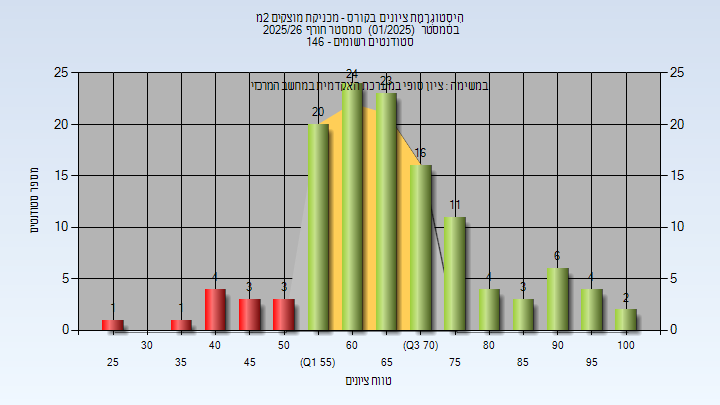 היסטוגרמת ציונים בקורס - מכניקת מוצקים 2מ
בסמסטר (01/2025) סמסטר חורף 2025/26
סטודנטים רשומים - 146
במשימה : ציון סופי במערכת האקדמית במחשב המרכזי
25 25
20 20
15 15
10 10
5 5
0 0
מספר סטודנטים
1 1 4 3 3 20 24 23 16 11 4 3 6 4 2
30 40 50 60 (Q3 70) 80 90 100
25 35 45 (Q1 55) 65 75 85 95
טווח ציונים